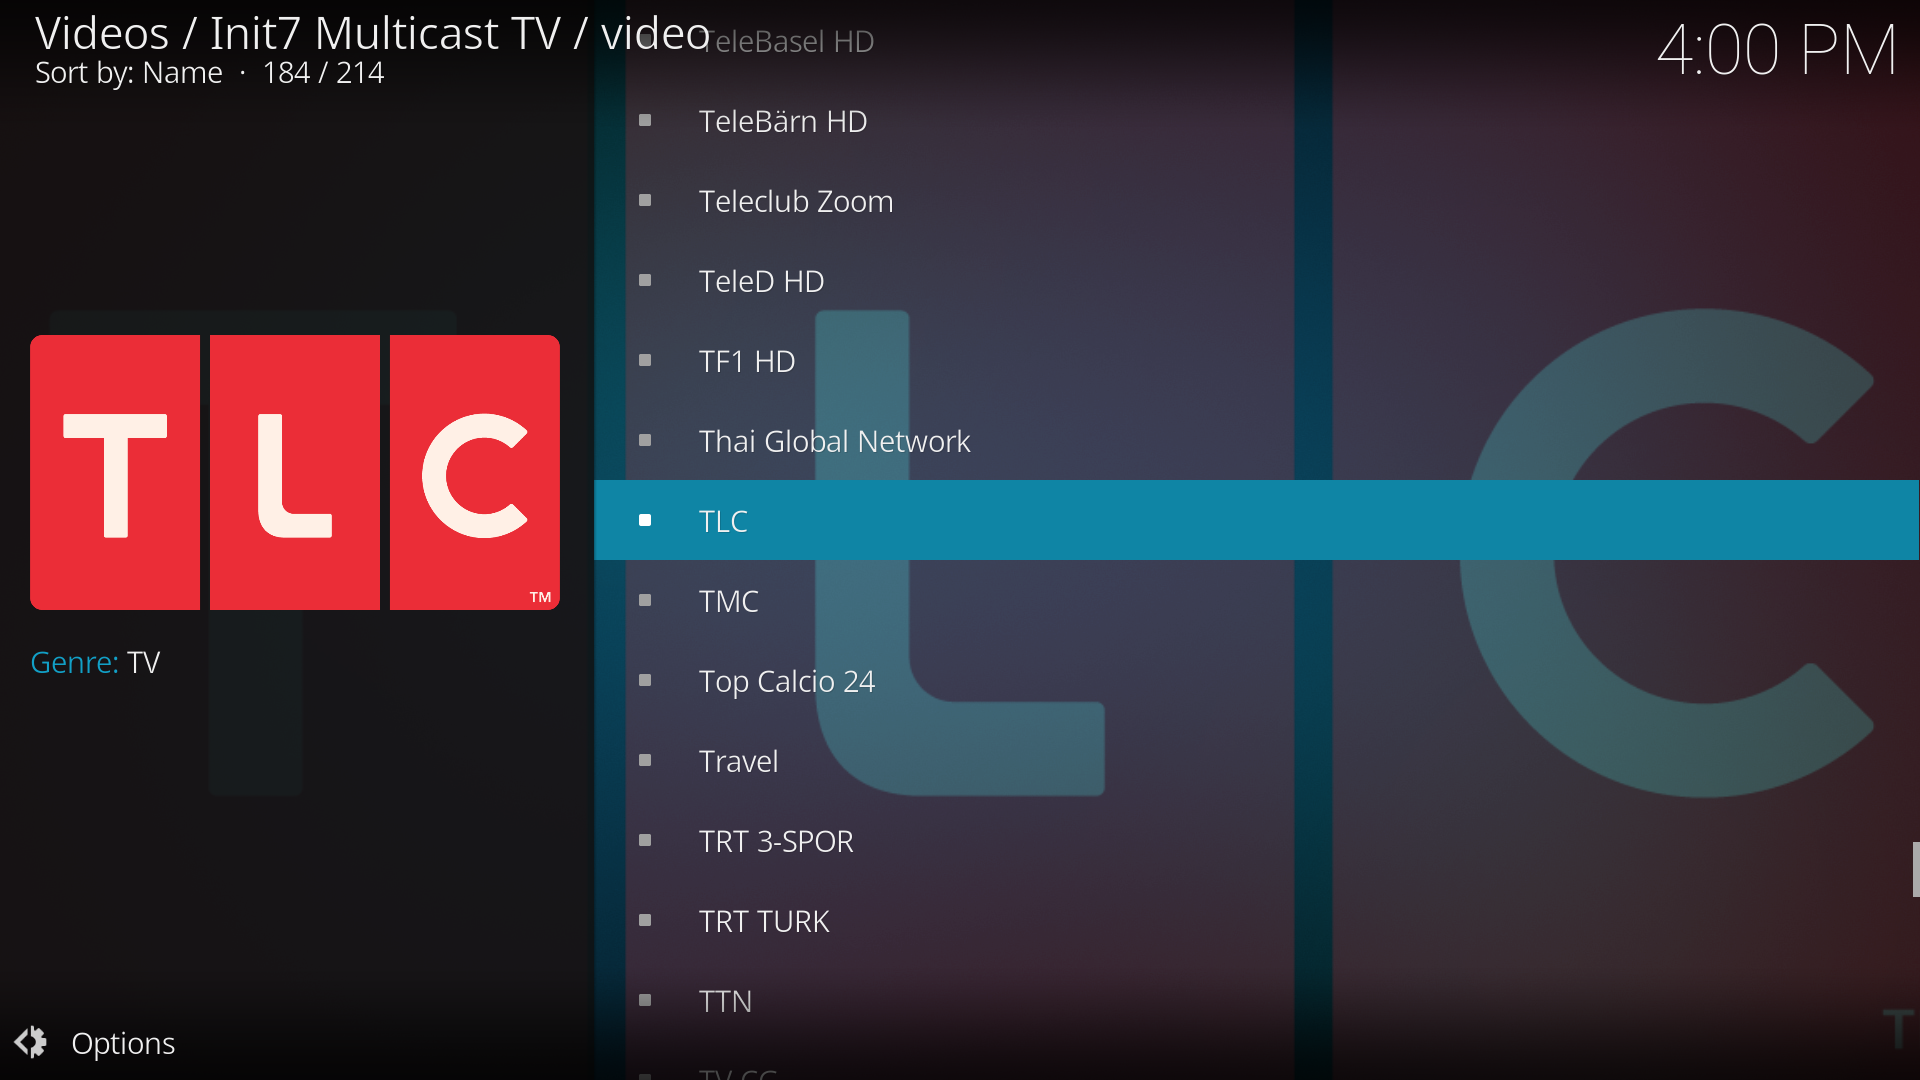 Videos / Init7 Multicast TV / video
Sort by: Name · 184 / 214
4:00 PM
TeleBasel HD
TeleBärn HD
Teleclub Zoom
TeleD HD
TF1 HD
Thai Global Network
TLC
TMC
Top Calcio 24
Travel
TRT 3-SPOR
TRT TURK
TTN
TLC
TM
Genre: TV
Options